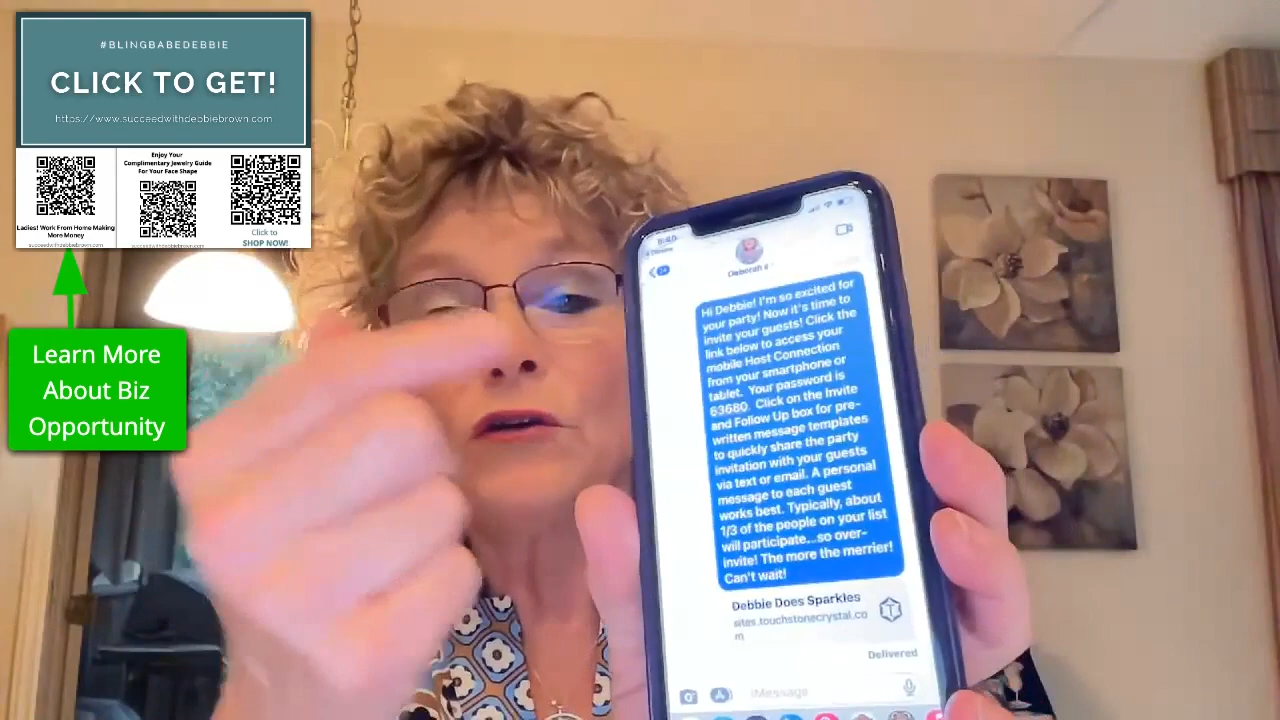 #BLINGBABEDEBBIE
CLICK TO GET!
https://www.succeedwithdebbiebrown.com
Ladies! Work From Home Making
More Money
succeedwithdebbiebrown.com
Enjoy Your
Complimentary Jewelry Guide
For Your Face Shape
succeedwithdebbiebrown.com
Click to
SHOP NOW!
Learn More
About Biz
Opportunity
Hi Debbie! I'm so excited for
your party! Now it's time to
invite your guests! Click the
link below to access your
mobile Host Connection
from your smartphone or
tablet. Your password is
63680. Click on the Invite
and Follow Up box for pre-
written message templates
to quickly share the party
invitation with your guests
via text or email. A personal
message to each guest
works best. Typically, about
1/3 of the people on your list
will participate...so over-
invite! The more the merrier!
Can't wait!
Debbie Does Sparkles
sites.touchstonecrystal.co
m
Delivered
iMessage